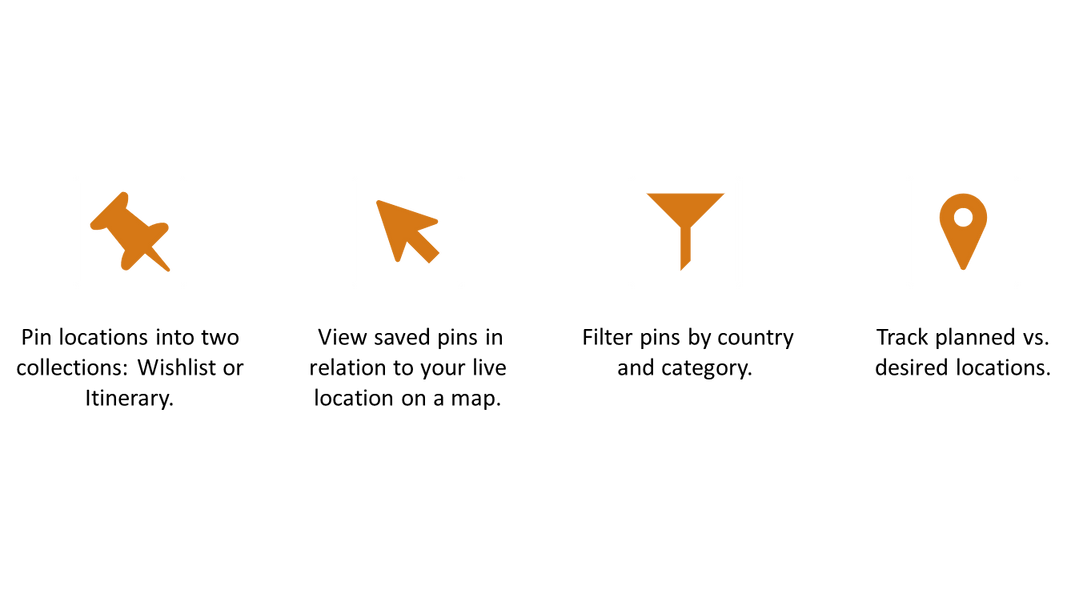 Pin locations into two
collections: Wishlist or
Itinerary.
View saved pins in
relation to your live
location on a map.
Filter pins by country
and category.
Track planned vs.
desired locations.